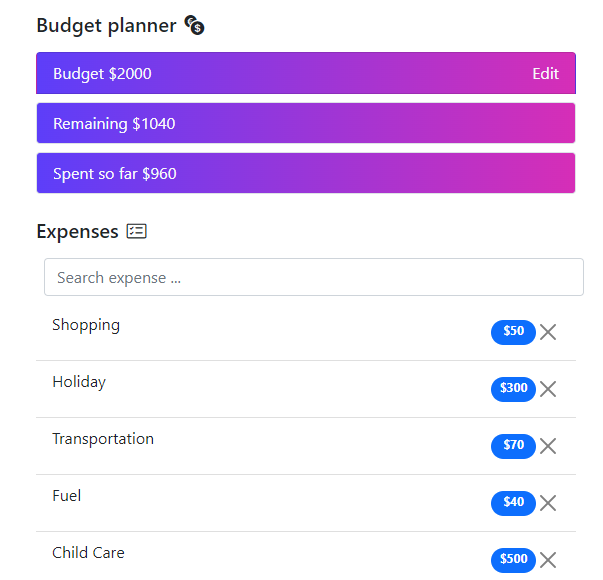 Budget planner
Budget $2000 Edit
Remaining $1040
Spent so far $960
Expenses
Search expense ...
Shopping $50
Holiday $300
Transportation $70
Fuel $40
Child Care $500